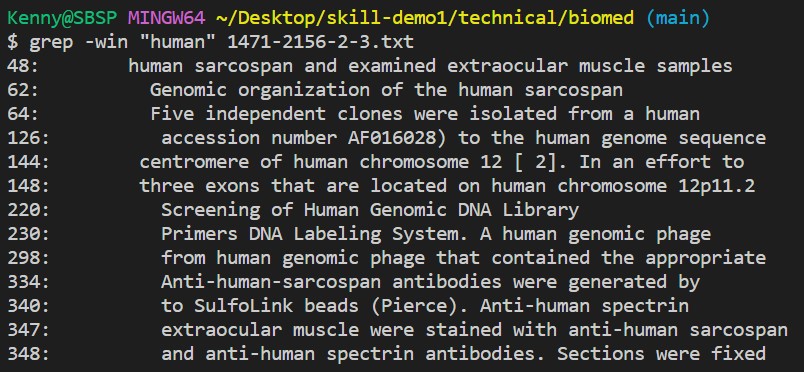 Kenny@SBSP MINGW64 ~/Desktop/skill-demo1/technical/biomed (main)
$ grep -win "human" 1471-2156-2-3.txt
48:        human sarcospan and examined extraocular muscle samples
62:          Genomic organization of the human sarcospan
64:          Five independent clones were isolated from a human
126:          accession number AF016028) to the human genome sequence
144:        centromere of human chromosome 12 [ 2]. In an effort to
148:        three exons that are located on human chromosome 12p11.2
220:          Screening of Human Genomic DNA Library
230:          Primers DNA Labeling System. A human genomic phage
298:          from human genomic phage that contained the appropriate
334:          Anti-human-sarcospan antibodies were generated by
340:          to SulfoLink beads (Pierce). Anti-human spectrin
347:          extraocular muscle were stained with anti-human sarcospan
348:          and anti-human spectrin antibodies. Sections were fixed